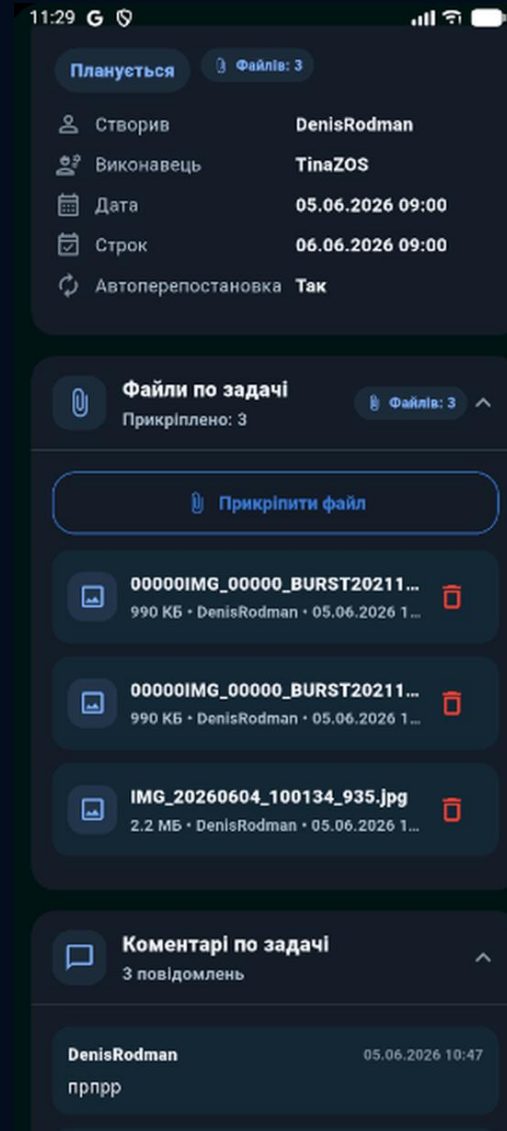 11:29 G
Планується
Файлів: 3
Створив DenisRodman
Виконавець TinaZOS
Дата 05.06.2026 09:00
Строк 06.06.2026 09:00
Автоперепостановка Так
Файли по задачі
Файлів: 3
Прикріплено: 3
Прикріпити файл
00000IMG_00000_BURST20211...
990 КБ • DenisRodman • 05.06.2026 1...
00000IMG_00000_BURST20211...
990 КБ • DenisRodman • 05.06.2026 1...
IMG_20260604_100134_935.jpg
2.2 МБ • DenisRodman • 05.06.2026 1...
Коментарі по задачі
3 повідомлень
DenisRodman 05.06.2026 10:47
прпрр